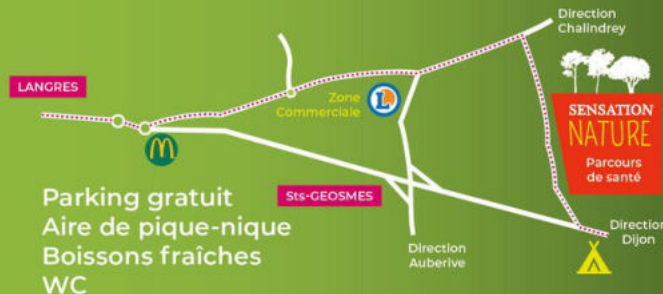 Direction
Chalindrey
LANGRES
Zone
Commerciale
L
SENSATION
NATURE
Parcours
de santé
M
Sts-GEOSMES
Parking gratuit
Aire de pique-nique
Boissons fraîches
WC
Direction
Auberive
Direction
Dijon